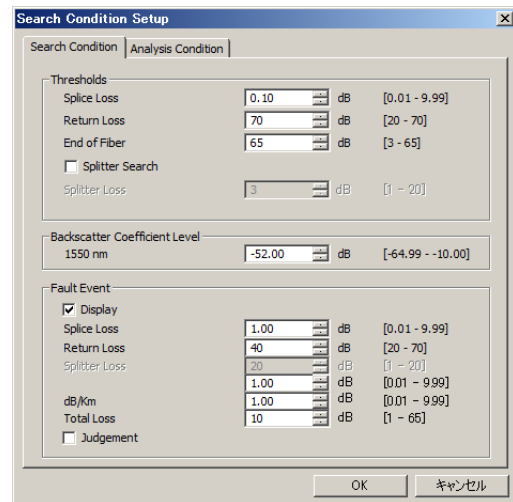 Search Condition Setup
Search Condition Analysis Condition
Thresholds
Splice Loss 0.10 dB [0.01 - 9.99]
Return Loss 70 dB [20 - 70]
End of Fiber 65 dB [3 - 65]
Splitter Search
Splitter Loss 3 dB [1 - 20]
Backscatter Coefficient Level
1550 nm -52.00 dB [-64.99 - -10.00]
Fault Event
Display
Splice Loss 1.00 dB [0.01 - 9.99]
Return Loss 40 dB [20 - 70]
Splitter Loss 20 dB [1 - 20]
1.00 dB [0.01 - 9.99]
dB/Km 1.00 dB [0.01 - 9.99]
Total Loss 10 dB [1 - 65]
Judgement
OK キャンセル